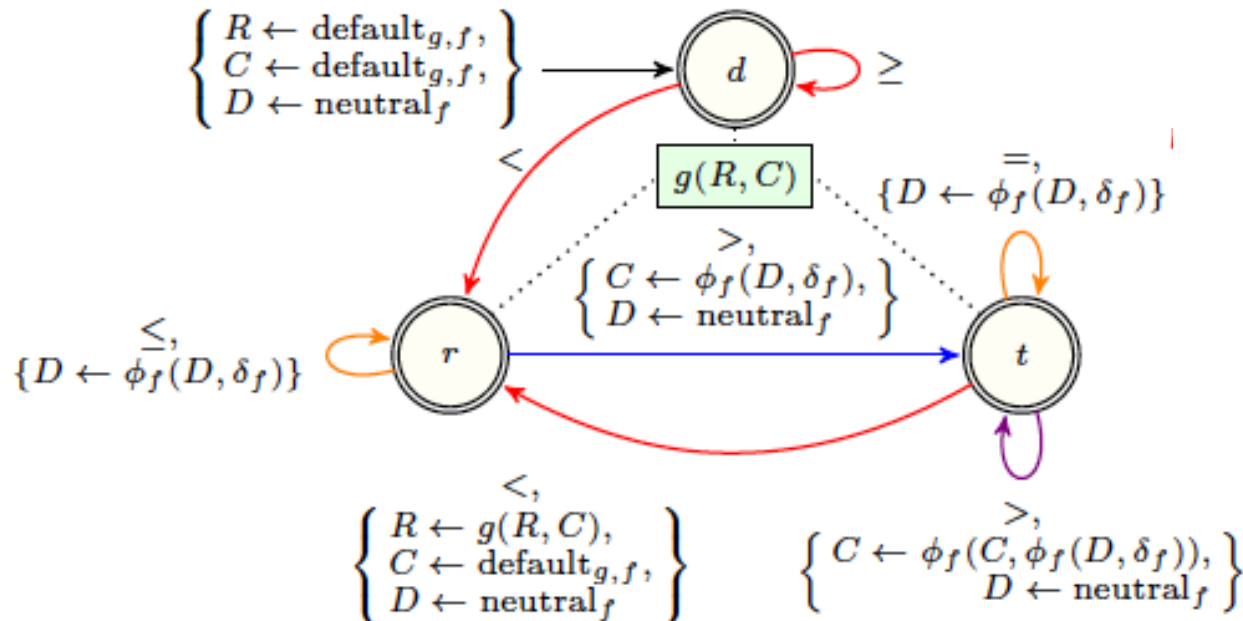 R ← default_{g,f},
C ← default_{g,f},
D ← neutral_f
d
≥
<
g(R, C)
=,
{D ← ϕ_f(D, δ_f)}
>,
C ← ϕ_f(D, δ_f),
D ← neutral_f
≤,
{D ← ϕ_f(D, δ_f)}
r
t
<,
R ← g(R, C),
C ← default_{g,f},
D ← neutral_f
>,
C ← ϕ_f(C, ϕ_f(D, δ_f)),
D ← neutral_f